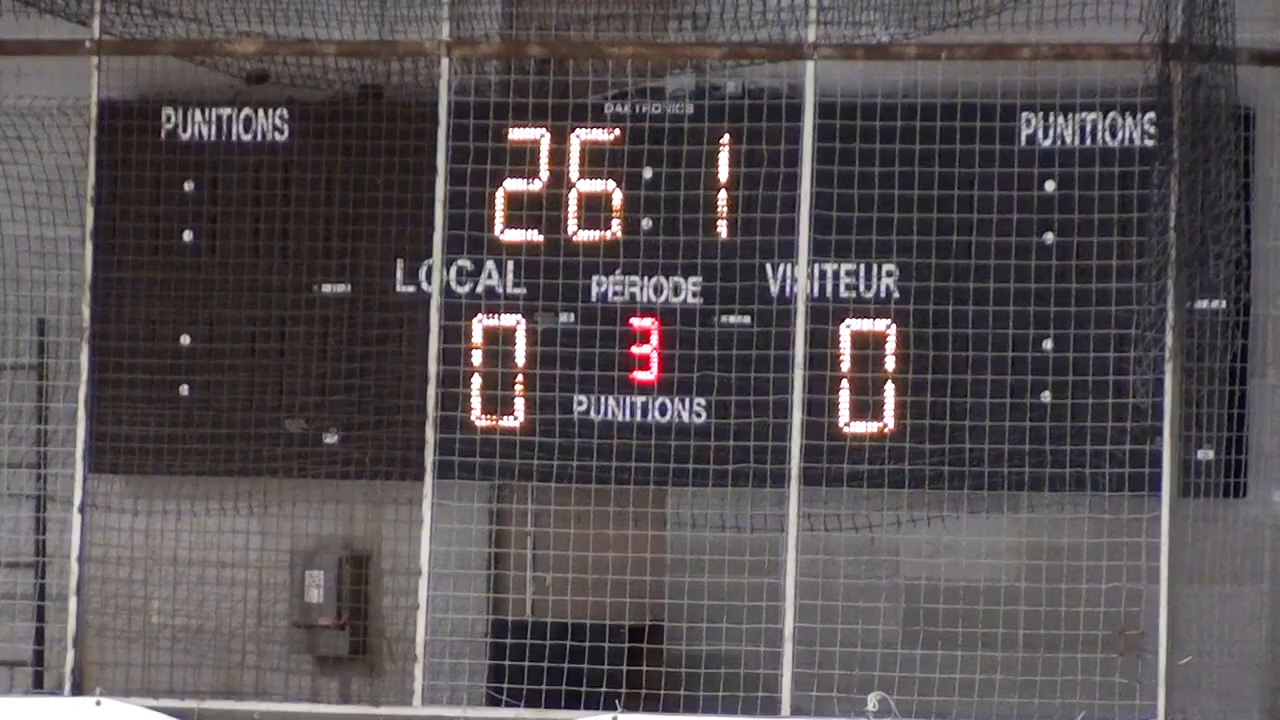 DAKTRONICS
PUNITIONS PUNITIONS
26:1
LOCAL PÉRIODE VISITEUR
0 3 0
PUNITIONS